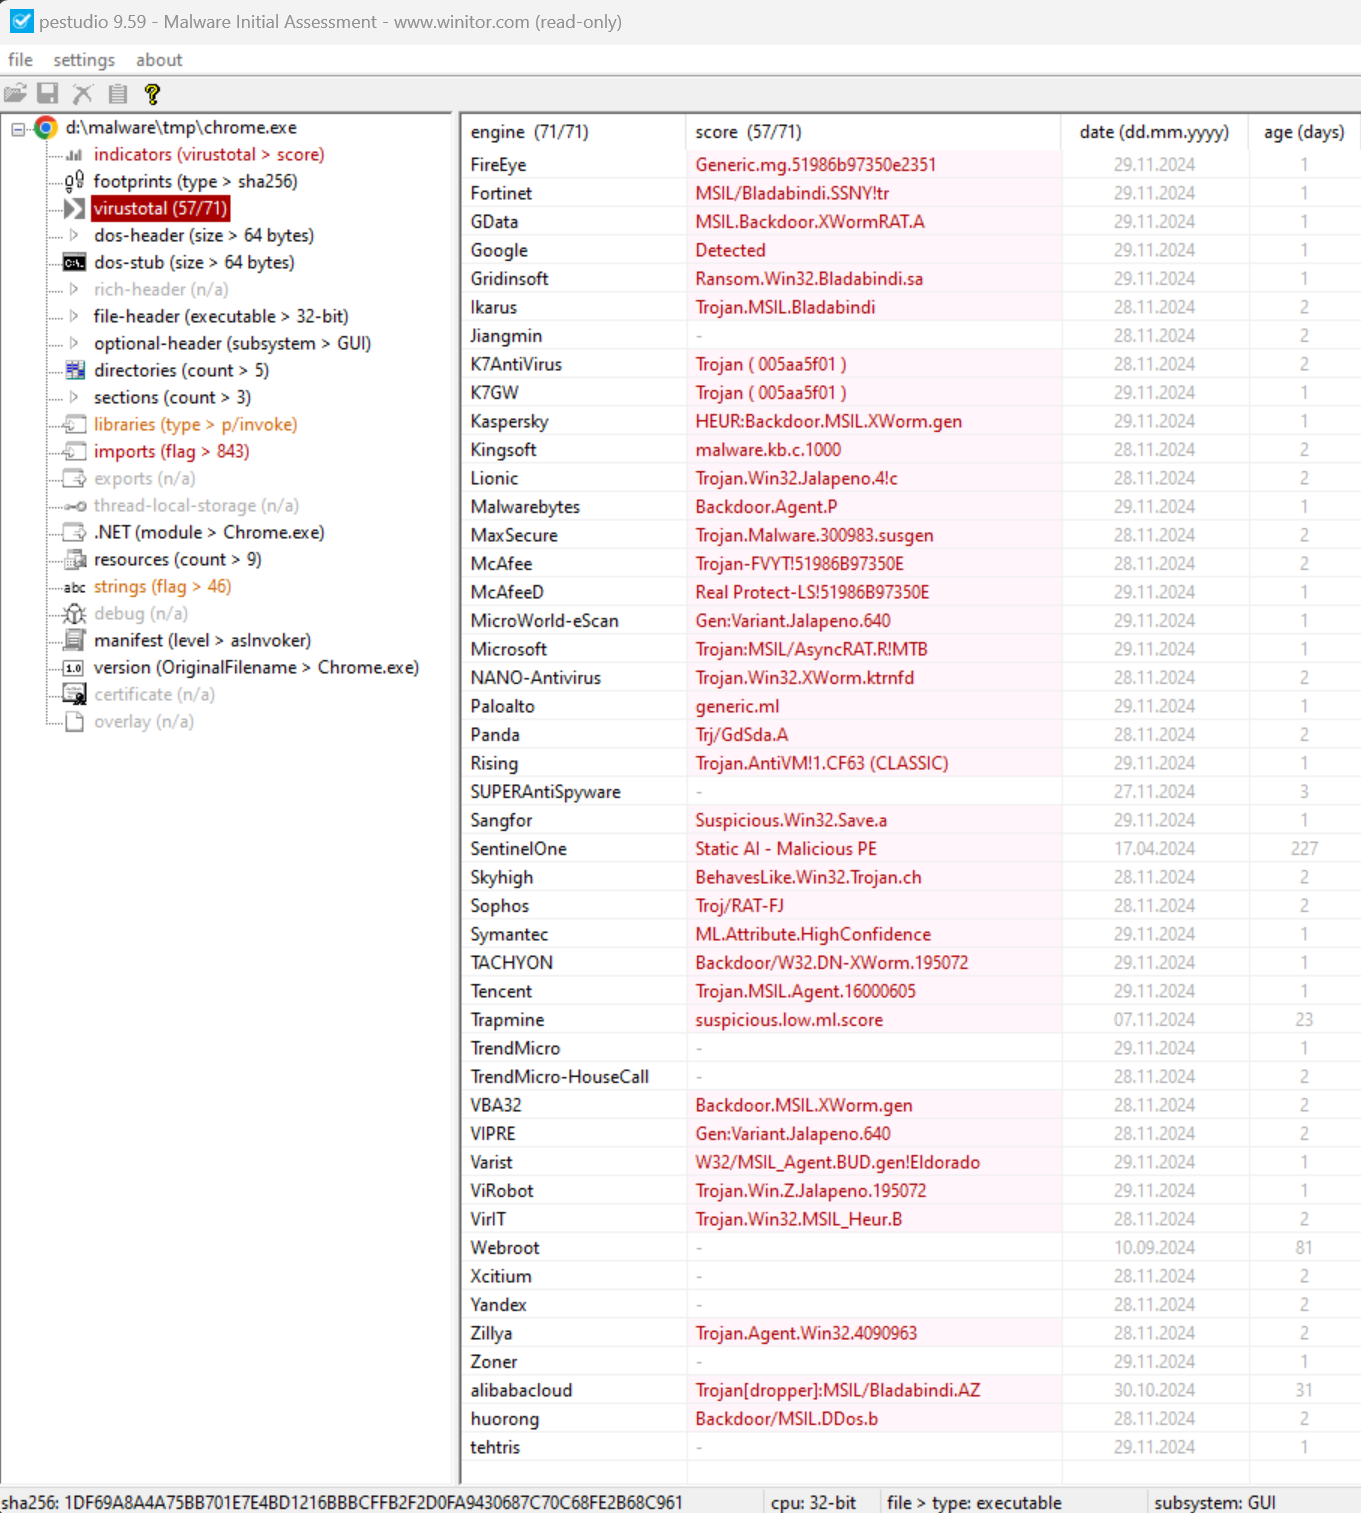 pestudio 9.59 - Malware Initial Assessment - www.winitor.com (read-only)
file settings about
d:\malware\tmp\chrome.exe
indicators (virustotal > score)
footprints (type > sha256)
virustotal (57/71)
dos-header (size > 64 bytes)
dos-stub (size > 64 bytes)
rich-header (n/a)
file-header (executable > 32-bit)
optional-header (subsystem > GUI)
directories (count > 5)
sections (count > 3)
libraries (type > p/invoke)
imports (flag > 843)
exports (n/a)
thread-local-storage (n/a)
.NET (module > Chrome.exe)
resources (count > 9)
abc strings (flag > 46)
debug (n/a)
manifest (level > asInvoker)
1.0 version (OriginalFilename > Chrome.exe)
certificate (n/a)
overlay (n/a)
engine (71/71) score (57/71) date (dd.mm.yyyy) age (days)
FireEye Generic.mg.51986b97350e2351 29.11.2024 1
Fortinet MSIL/Bladabindi.SSNY!tr 29.11.2024 1
GData MSIL.Backdoor.XWormRAT.A 29.11.2024 1
Google Detected 29.11.2024 1
Gridinsoft Ransom.Win32.Bladabindi.sa 29.11.2024 1
Ikarus Trojan.MSIL.Bladabindi 28.11.2024 2
Jiangmin - 28.11.2024 2
K7AntiVirus Trojan ( 005aa5f01 ) 28.11.2024 2
K7GW Trojan ( 005aa5f01 ) 29.11.2024 1
Kaspersky HEUR:Backdoor.MSIL.XWorm.gen 29.11.2024 1
Kingsoft malware.kb.c.1000 28.11.2024 2
Lionic Trojan.Win32.Jalapeno.4!c 28.11.2024 2
Malwarebytes Backdoor.Agent.P 29.11.2024 1
MaxSecure Trojan.Malware.300983.susgen 28.11.2024 2
McAfee Trojan-FVYT!51986B97350E 28.11.2024 2
McAfeeD Real Protect-LS!51986B97350E 29.11.2024 1
MicroWorld-eScan Gen:Variant.Jalapeno.640 29.11.2024 1
Microsoft Trojan:MSIL/AsyncRAT.R!MTB 29.11.2024 1
NANO-Antivirus Trojan.Win32.XWorm.ktrnfd 28.11.2024 2
Paloalto generic.ml 29.11.2024 1
Panda Trj/GdSda.A 28.11.2024 2
Rising Trojan.AntiVM!1.CF63 (CLASSIC) 29.11.2024 1
SUPERAntiSpyware - 27.11.2024 3
Sangfor Suspicious.Win32.Save.a 29.11.2024 1
SentinelOne Static AI - Malicious PE 17.04.2024 227
Skyhigh BehavesLike.Win32.Trojan.ch 28.11.2024 2
Sophos Troj/RAT-FJ 28.11.2024 2
Symantec ML.Attribute.HighConfidence 29.11.2024 1
TACHYON Backdoor/W32.DN-XWorm.195072 29.11.2024 1
Tencent Trojan.MSIL.Agent.16000605 29.11.2024 1
Trapmine suspicious.low.ml.score 07.11.2024 23
TrendMicro - 29.11.2024 1
TrendMicro-HouseCall - 28.11.2024 2
VBA32 Backdoor.MSIL.XWorm.gen 28.11.2024 2
VIPRE Gen:Variant.Jalapeno.640 28.11.2024 2
Varist W32/MSIL_Agent.BUD.gen!Eldorado 29.11.2024 1
ViRobot Trojan.Win.Z.Jalapeno.195072 29.11.2024 1
VirIT Trojan.Win32.MSIL_Heur.B 28.11.2024 2
Webroot - 10.09.2024 81
Xcitium - 28.11.2024 2
Yandex - 28.11.2024 2
Zillya Trojan.Agent.Win32.4090963 28.11.2024 2
Zoner - 29.11.2024 1
alibabacloud Trojan[dropper]:MSIL/Bladabindi.AZ 30.10.2024 31
huorong Backdoor/MSIL.DDos.b 28.11.2024 2
tehtris - 29.11.2024 1
sha256: 1DF69A8A4A75BB701E7E4BD1216BBBCFFB2F2D0FA9430687C70C68FE2B68C961 cpu: 32-bit file > type: executable subsystem: GUI